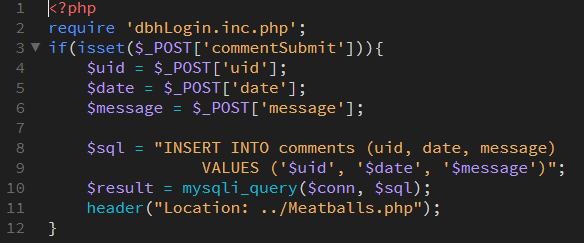 1 <?php
2 require 'dbhLogin.inc.php';
3 if(isset($_POST['commentSubmit'])){
4     $uid = $_POST['uid'];
5     $date = $_POST['date'];
6     $message = $_POST['message'];
7
8     $sql = "INSERT INTO comments (uid, date, message)
9             VALUES ('$uid', '$date', '$message')";
10     $result = mysqli_query($conn, $sql);
11     header("Location: ../Meatballs.php");
12 }